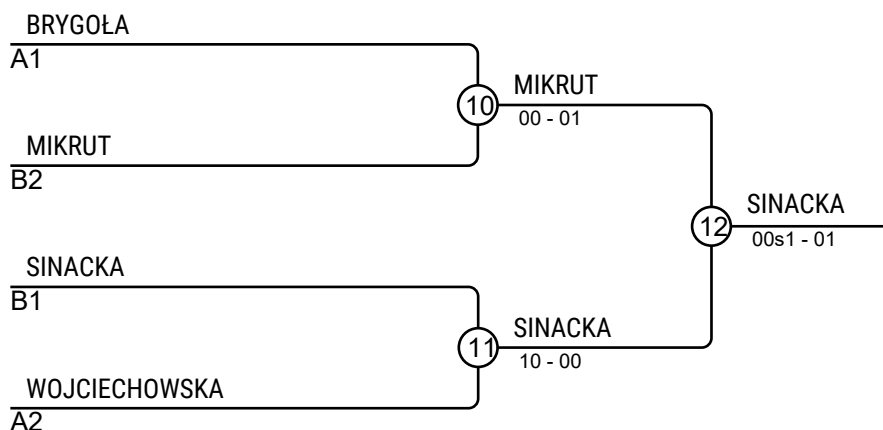 BRYGOŁA
A1
10
MIKRUT
00 - 01
MIKRUT
B2
12
SINACKA
00s1 - 01
SINACKA
B1
11
SINACKA
10 - 00
WOJCIECHOWSKA
A2